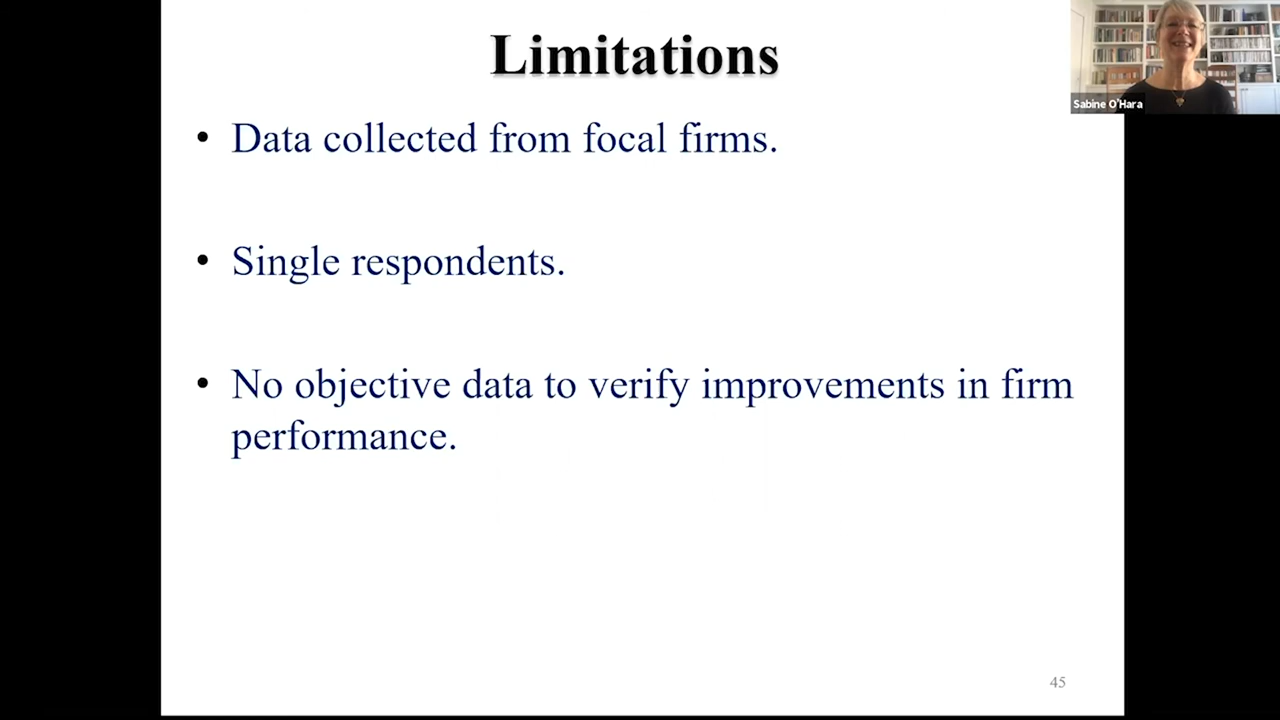 Limitations
Sabine O'Hara
• Data collected from focal firms.
• Single respondents.
• No objective data to verify improvements in firm
performance.
45